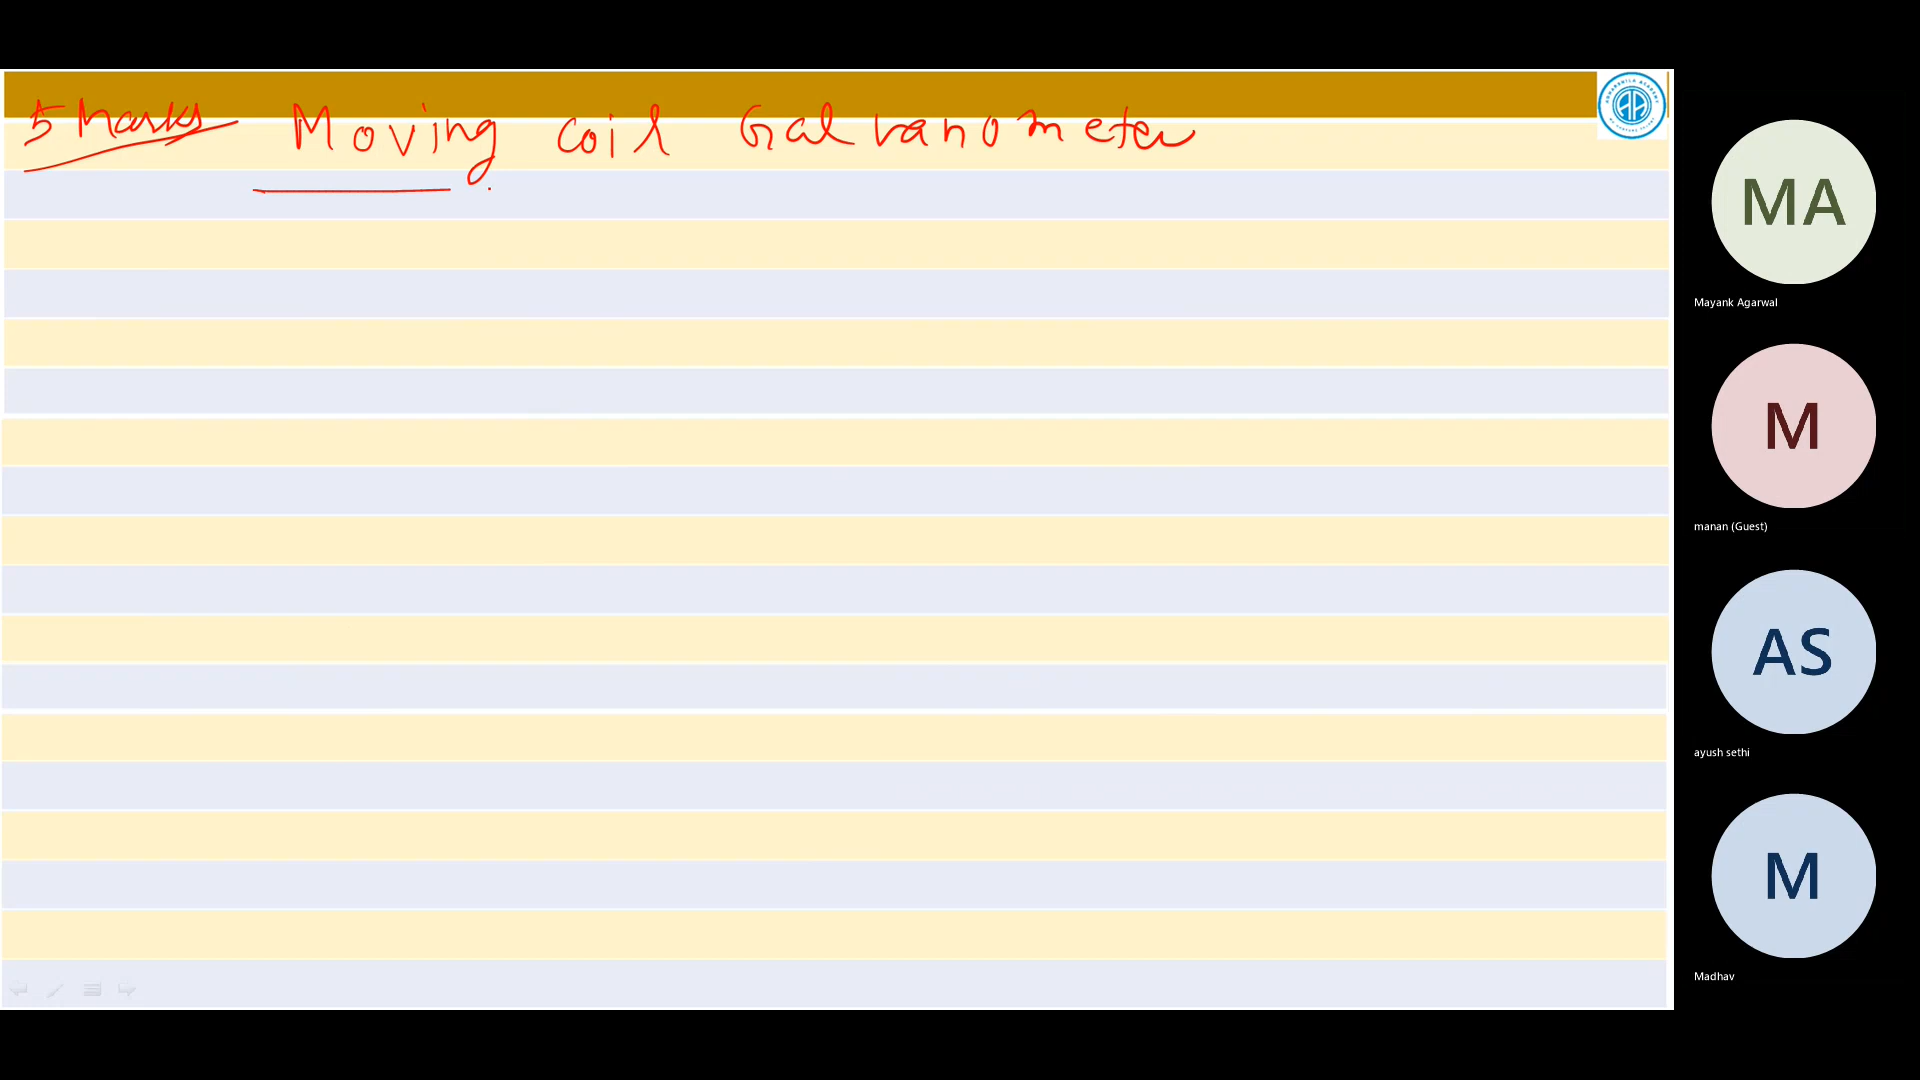 5 Marks Moving coil Galvanometer
MA
Mayank Agarwal
M
manan (Guest)
AS
ayush sethi
M
Madhav